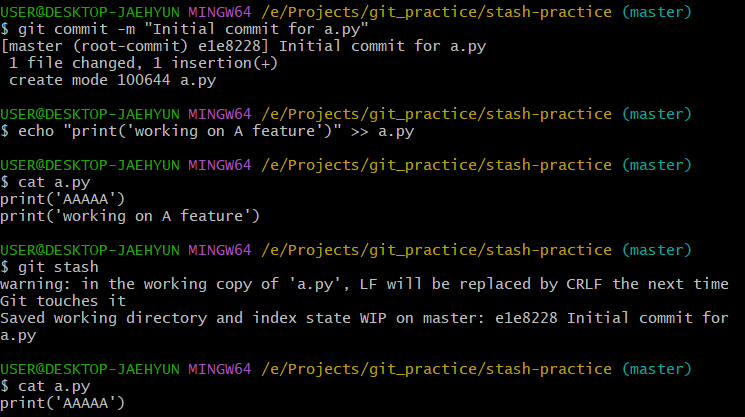 USER@DESKTOP-JAEHYUN MINGW64 /e/Projects/git_practice/stash-practice (master)
$ git commit -m "Initial commit for a.py"
[master (root-commit) e1e8228] Initial commit for a.py
 1 file changed, 1 insertion(+)
 create mode 100644 a.py
USER@DESKTOP-JAEHYUN MINGW64 /e/Projects/git_practice/stash-practice (master)
$ echo "print('working on A feature')" >> a.py
USER@DESKTOP-JAEHYUN MINGW64 /e/Projects/git_practice/stash-practice (master)
$ cat a.py
print('AAAAA')
print('working on A feature')
USER@DESKTOP-JAEHYUN MINGW64 /e/Projects/git_practice/stash-practice (master)
$ git stash
warning: in the working copy of 'a.py', LF will be replaced by CRLF the next time
Git touches it
Saved working directory and index state WIP on master: e1e8228 Initial commit for
a.py
USER@DESKTOP-JAEHYUN MINGW64 /e/Projects/git_practice/stash-practice (master)
$ cat a.py
print('AAAAA')